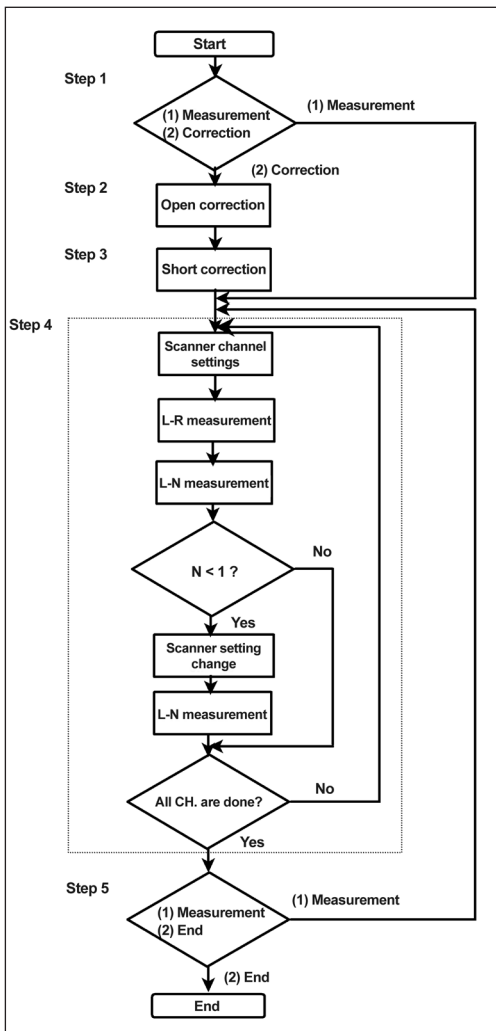 Start
Step 1
(1) Measurement
(2) Correction
(1) Measurement
(2) Correction
Step 2
Open correction
Step 3
Short correction
Step 4
Scanner channel
settings
L-R measurement
L-N measurement
N < 1 ?
No
Yes
Scanner setting
change
L-N measurement
All CH. are done?
No
Yes
Step 5
(1) Measurement
(2) End
(1) Measurement
(2) End
End